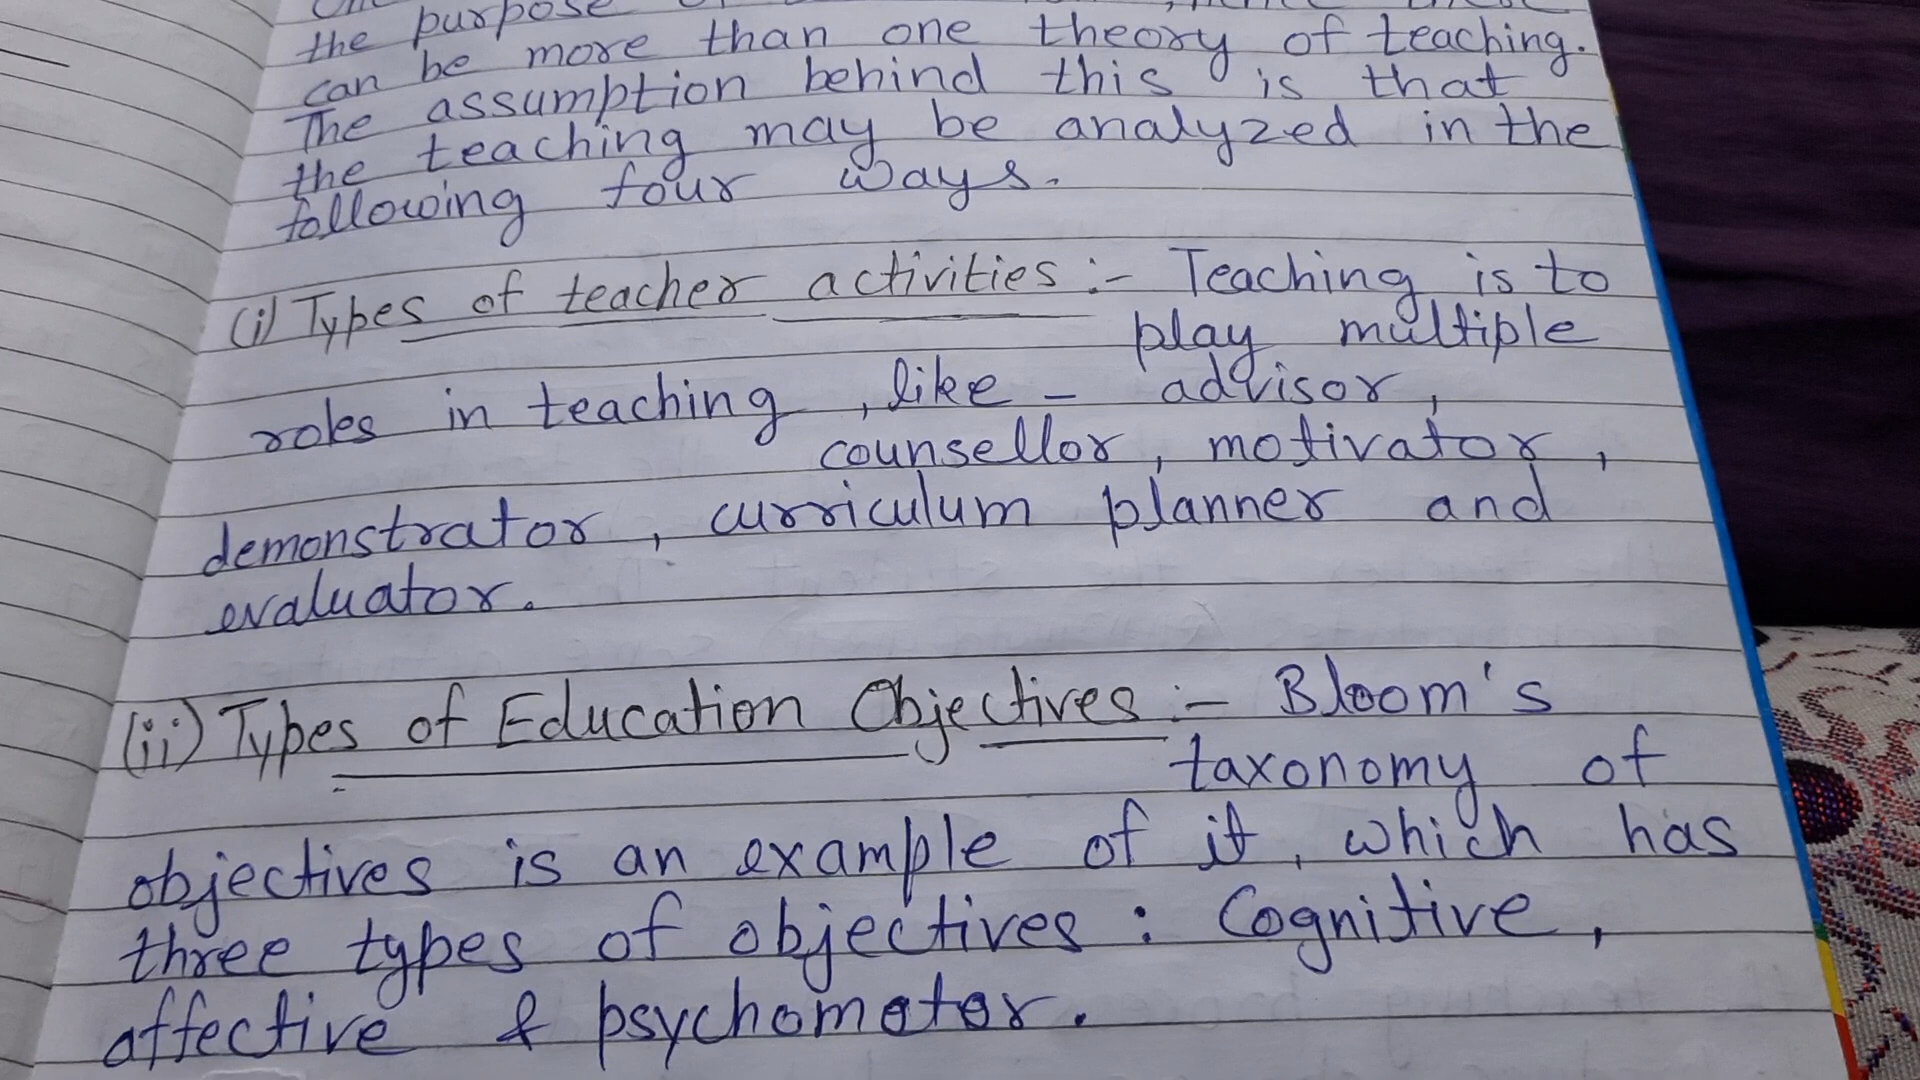 the purpose
can be more than one theory of teaching.
The assumption behind this is that
the teaching may be analyzed in the
following four ways.
(i) Types of teacher activities :- Teaching is to
play multiple
roles in teaching , like - advisor,
counsellor, motivator,
demonstrator, curriculum planner and
evaluator.
(ii) Types of Education Objectives :- Bloom's
taxonomy of
objectives is an example of it, which has
three types of objectives : Cognitive,
affective & psychomotor.